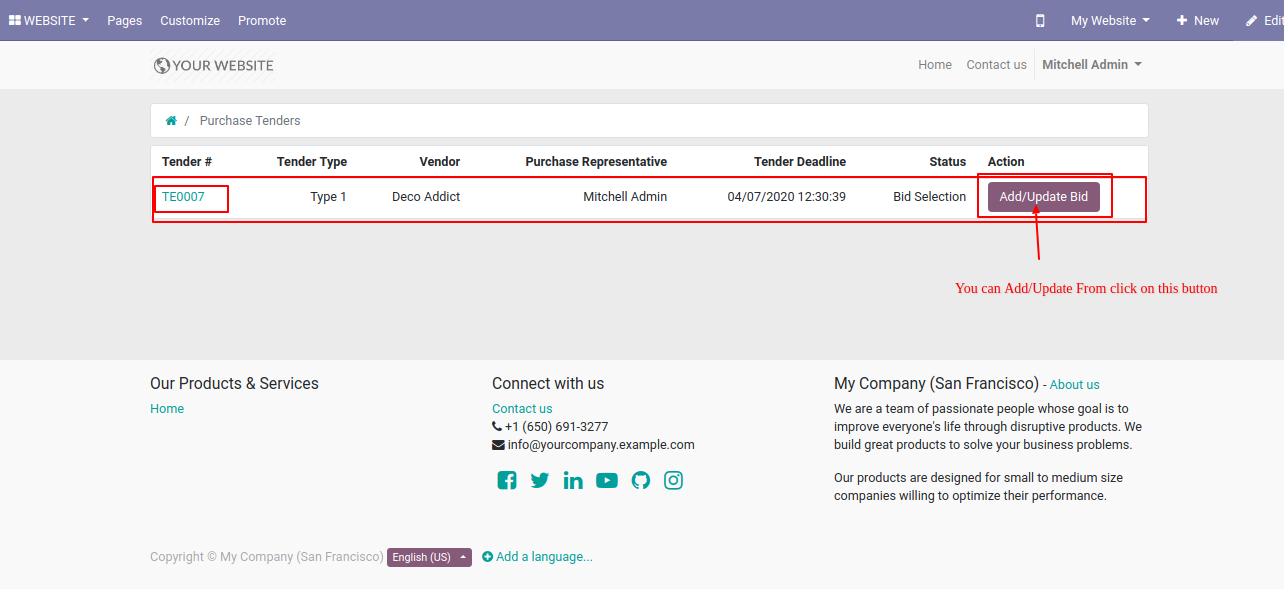 WEBSITE Pages Customize Promote My Website New Edi
YOUR WEBSITE Home Contact us Mitchell Admin
/ Purchase Tenders
Tender # Tender Type Vendor Purchase Representative Tender Deadline Status Action
TE0007 Type 1 Deco Addict Mitchell Admin 04/07/2020 12:30:39 Bid Selection Add/Update Bid
You can Add/Update From click on this button
Our Products & Services
Home
Connect with us
Contact us
+1 (650) 691-3277
info@yourcompany.example.com
My Company (San Francisco) - About us
We are a team of passionate people whose goal is to
improve everyone's life through disruptive products. We
build great products to solve your business problems.
Our products are designed for small to medium size
companies willing to optimize their performance.
Copyright © My Company (San Francisco) English (US) Add a language...